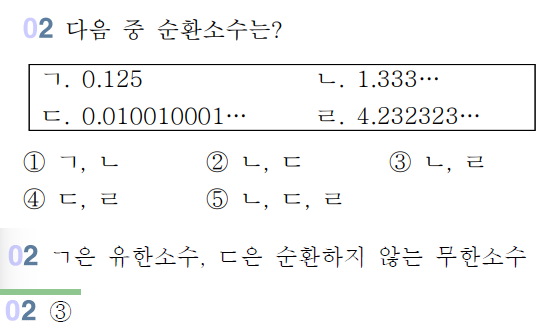 02 다음 중 순환소수는?
ㄱ. 0.125 ㄴ. 1.333⋯
ㄷ. 0.010010001⋯ ㄹ. 4.232323⋯
① ㄱ, ㄴ ② ㄴ, ㄷ ③ ㄴ, ㄹ
④ ㄷ, ㄹ ⑤ ㄴ, ㄷ, ㄹ
02 ㄱ은 유한소수, ㄷ은 순환하지 않는 무한소수
02 ③